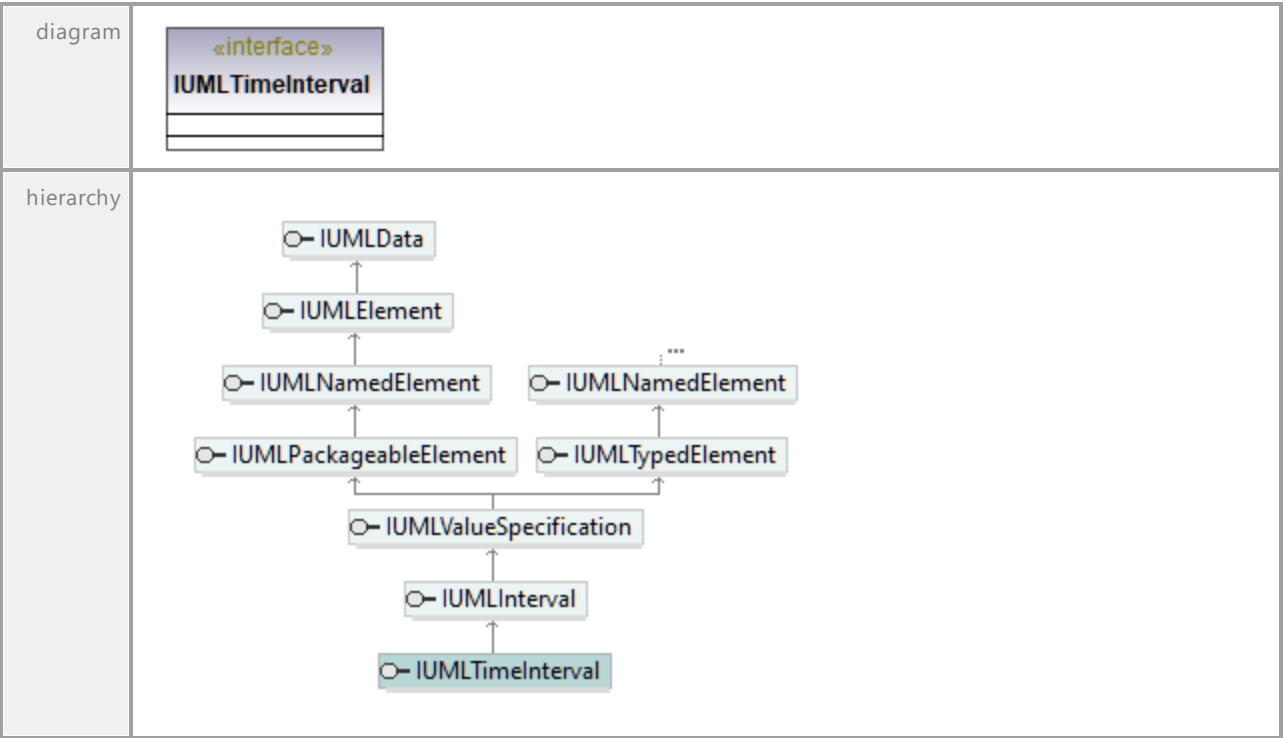 diagram
«interface»
IUMLTimeInterval
hierarchy
IUMLData
IUMLElement
...
IUMLNamedElement IUMLNamedElement
IUMLPackageableElement IUMLTypedElement
IUMLValueSpecification
IUMLInterval
IUMLTimeInterval